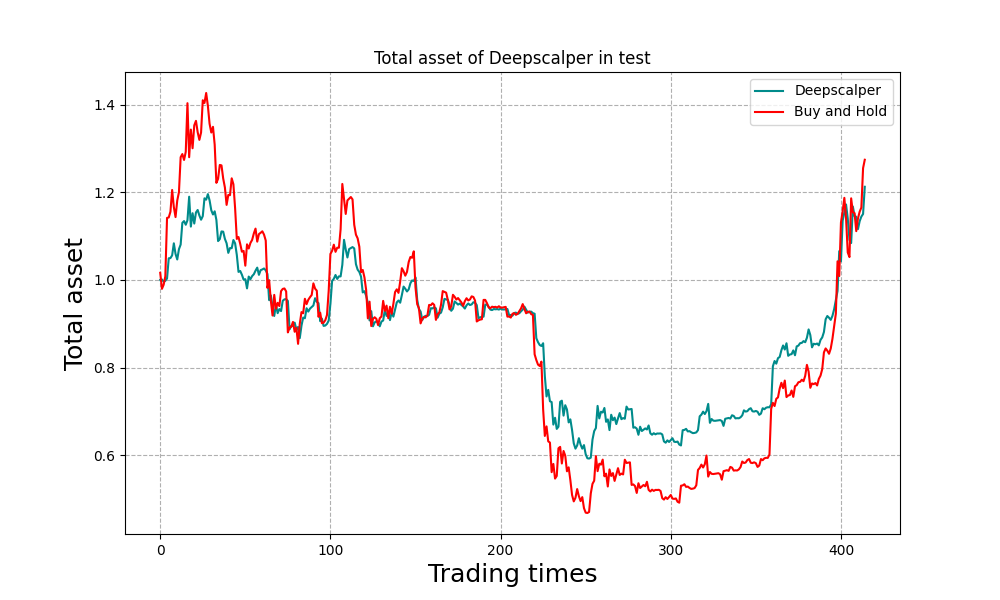 Total asset of Deepscalper in test
Deepscalper
Buy and Hold
Total asset
1.4
1.2
1.0
0.8
0.6
0 100 200 300 400
Trading times